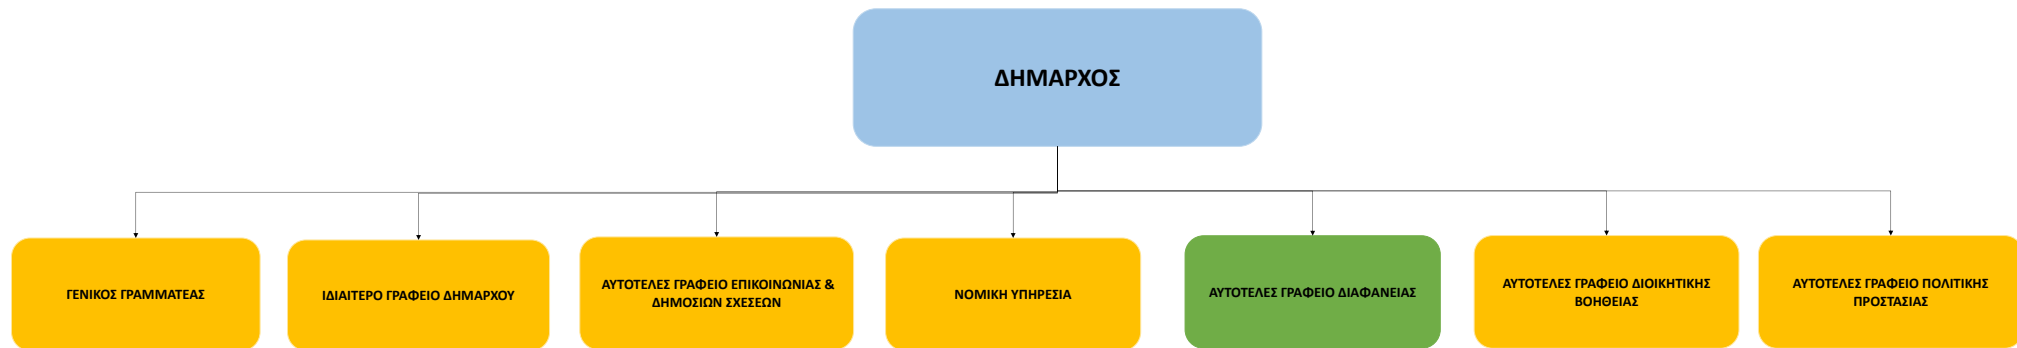 ΔΗΜΑΡΧΟΣ
ΓΕΝΙΚΟΣ ΓΡΑΜΜΑΤΕΑΣ
ΙΔΙΑΙΤΕΡΟ ΓΡΑΦΕΙΟ ΔΗΜΑΡΧΟΥ
ΑΥΤΟΤΕΛΕΣ ΓΡΑΦΕΙΟ ΕΠΙΚΟΙΝΩΝΙΑΣ &
ΔΗΜΟΣΙΩΝ ΣΧΕΣΕΩΝ
ΝΟΜΙΚΗ ΥΠΗΡΕΣΙΑ
ΑΥΤΟΤΕΛΕΣ ΓΡΑΦΕΙΟ ΔΙΑΦΑΝΕΙΑΣ
ΑΥΤΟΤΕΛΕΣ ΓΡΑΦΕΙΟ ΔΙΟΙΚΗΤΙΚΗΣ
ΒΟΗΘΕΙΑΣ
ΑΥΤΟΤΕΛΕΣ ΓΡΑΦΕΙΟ ΠΟΛΙΤΙΚΗΣ
ΠΡΟΣΤΑΣΙΑΣ